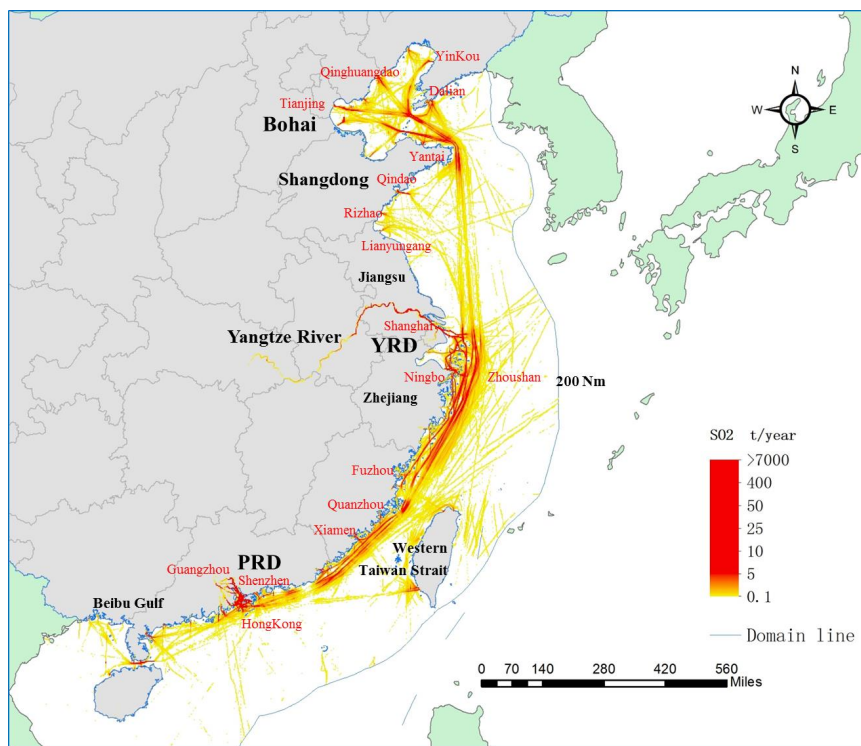 YinKou
Qinghuangdao
Dalian
Tianjing
Bohai
Yantai
Shangdong
Qindao
Rizhao
Lianyungang
Jiangsu
Shanghai
Yangtze River
YRD
Ningbo
Zhoushan
200 Nm
Zhejiang
Fuzhou
Quanzhou
Xiamen
Western
Taiwan Strait
PRD
Guangzhou
Shenzhen
Beibu Gulf
HongKong
N
W
E
S
SO2 t/year
>7000
400
50
25
10
5
0.1
Domain line
0 70 140 280 420 560
Miles